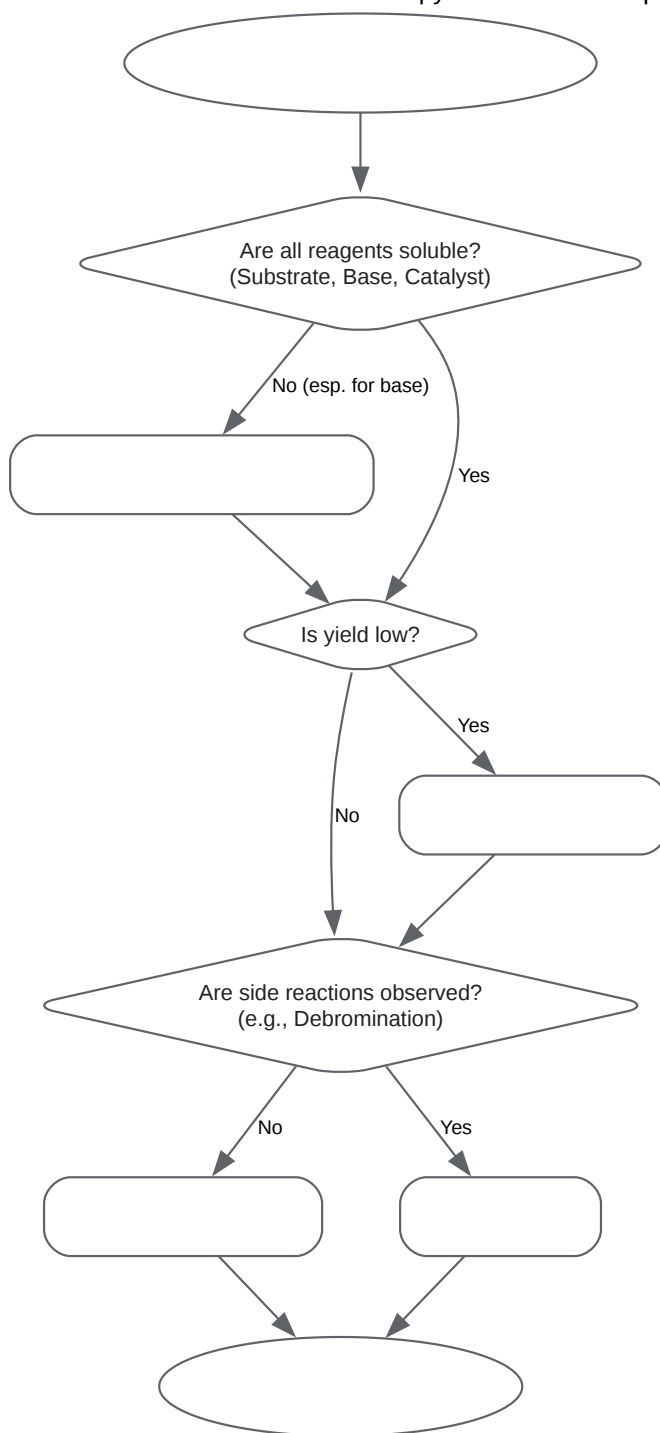 Are all reagents soluble?
(Substrate, Base, Catalyst)
No (esp. for base)
Yes
Is yield low?
Yes
No
Are side reactions observed?
(e.g., Debromination)
No
Yes